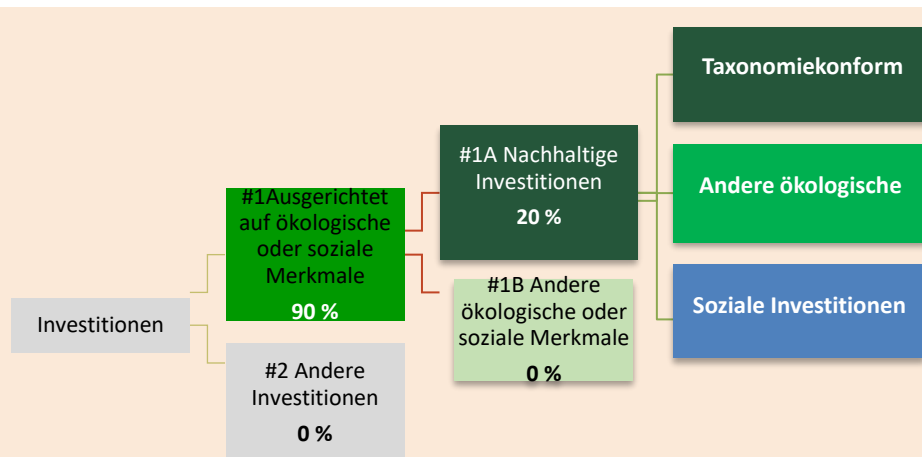 Investitionen
#1Ausgerichtet
auf ökologische
oder soziale
Merkmale
90 %
#2 Andere
Investitionen
0 %
#1A Nachhaltige
Investitionen
20 %
#1B Andere
ökologische oder
soziale Merkmale
0 %
Taxonomiekonform
Andere ökologische
Soziale Investitionen